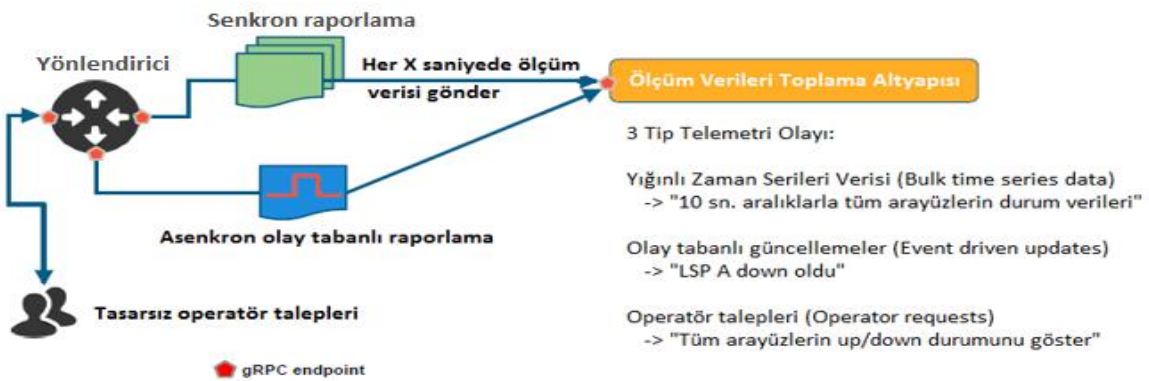 Senkron raporlama
Yönlendirici
Her X saniyede ölçüm
verisi gönder
Ölçüm Verileri Toplama Altyapısı
3 Tip Telemetri Olayı:
Yığınlı Zaman Serileri Verisi (Bulk time series data)
-> "10 sn. aralıklarla tüm arayüzlerin durum verileri"
Asenkron olay tabanlı raporlama
Olay tabanlı güncellemeler (Event driven updates)
-> "LSP A down oldu"
Tasarsız operatör talepleri
Operatör talepleri (Operator requests)
-> "Tüm arayüzlerin up/down durumunu göster"
gRPC endpoint